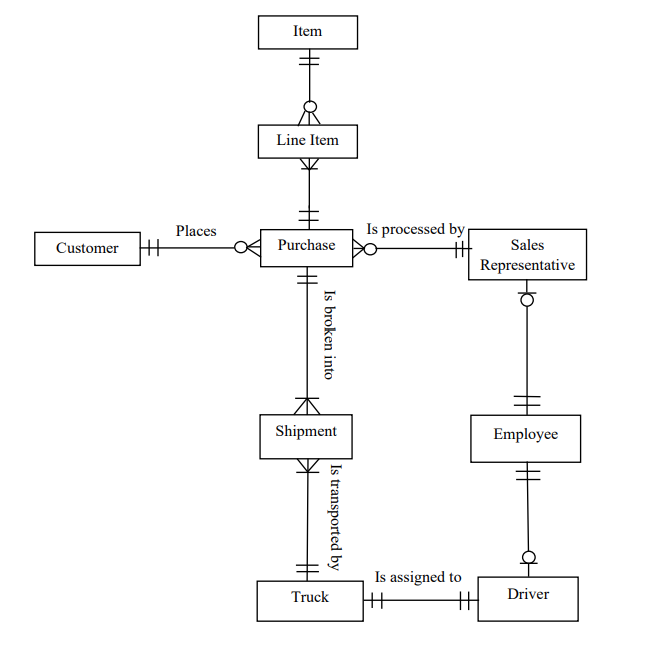 Item
Line Item
Places
Is processed by
Customer
Purchase
Sales
Representative
Is broken into
Shipment
Employee
Is transported by
Is assigned to
Truck
Driver